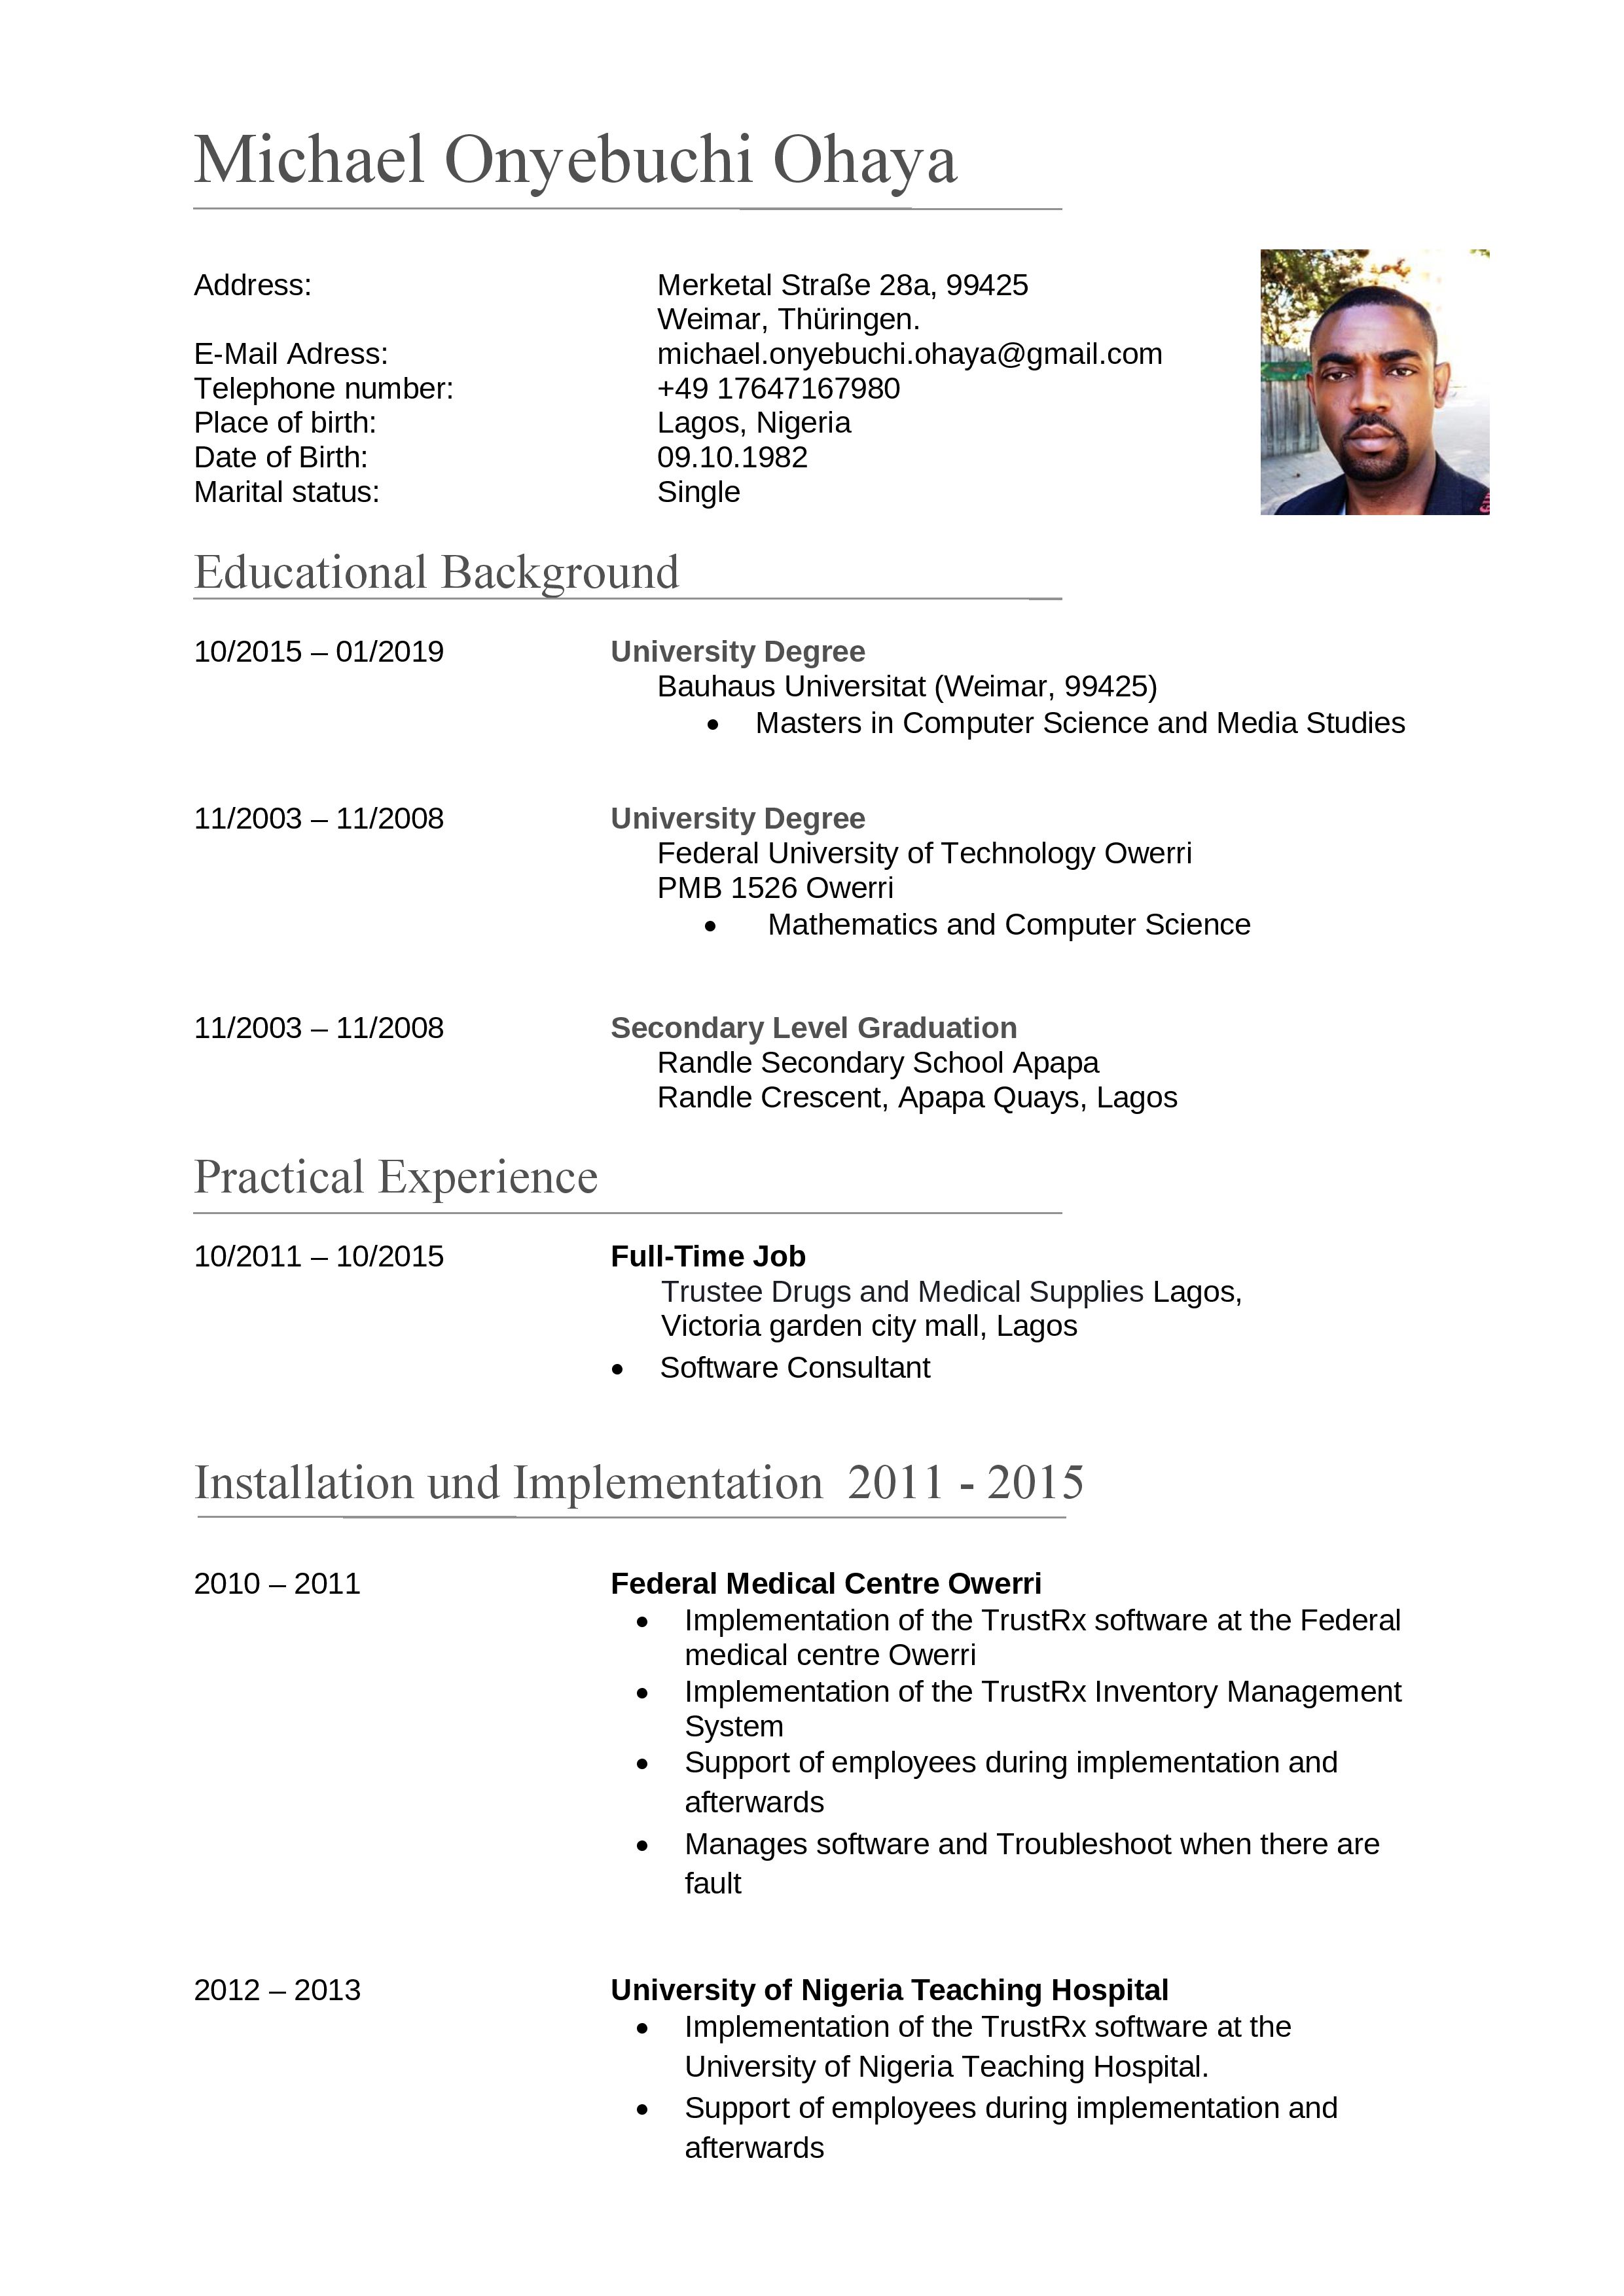 Michael Onyebuchi Ohaya
Address: Merketal Straße 28a, 99425
Weimar, Thüringen.
E-Mail Adress: michael.onyebuchi.ohaya@gmail.com
Telephone number: +49 17647167980
Place of birth: Lagos, Nigeria
Date of Birth: 09.10.1982
Marital status: Single
Educational Background
10/2015 – 01/2019 University Degree
Bauhaus Universitat (Weimar, 99425)
• Masters in Computer Science and Media Studies
11/2003 – 11/2008 University Degree
Federal University of Technology Owerri
PMB 1526 Owerri
• Mathematics and Computer Science
11/2003 – 11/2008 Secondary Level Graduation
Randle Secondary School Apapa
Randle Crescent, Apapa Quays, Lagos
Practical Experience
10/2011 – 10/2015 Full-Time Job
Trustee Drugs and Medical Supplies Lagos,
Victoria garden city mall, Lagos
• Software Consultant
Installation und Implementation 2011 - 2015
2010 – 2011 Federal Medical Centre Owerri
• Implementation of the TrustRx software at the Federal
medical centre Owerri
• Implementation of the TrustRx Inventory Management
System
• Support of employees during implementation and
afterwards
• Manages software and Troubleshoot when there are
fault
2012 – 2013 University of Nigeria Teaching Hospital
• Implementation of the TrustRx software at the
University of Nigeria Teaching Hospital.
• Support of employees during implementation and
afterwards